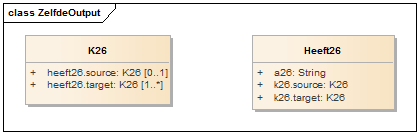 class ZelfdeOutput
K26
+ heeft26.source: K26 [0..1]
+ heeft26.target: K26 [1..*]
Heeft26
+ a26: String
+ k26.source: K26
+ k26.target: K26